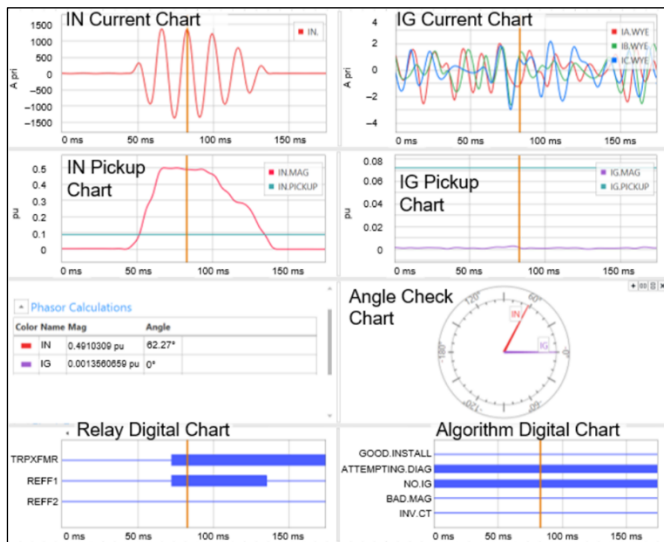 IN Current Chart
IN.
1500
1000
500
0
-500
-1000
-1500
A pri
0 ms
50 ms
100 ms
150 ms
IG Current Chart
IA.WYE
IB.WYE
IC.WYE
4
2
0
-2
-4
A pri
0 ms
50 ms
100 ms
150 ms
IN Pickup
Chart
IN.MAG
IN.PICKUP
0.5
0.4
0.3
0.2
0.1
0
pu
0 ms
50 ms
100 ms
150 ms
IG Pickup
Chart
IG.MAG
IG.PICKUP
0.08
0.06
0.04
0.02
0
pu
0 ms
50 ms
100 ms
150 ms
Phasor Calculations
Color Name Mag Angle
IN 0.4910309 pu 62.27°
IG 0.0013560659 pu 0°
Angle Check
Chart
120°
60°
IN
IG
-180°
-0°
-120°
-60°
Relay Digital Chart
TRPXFMR
REFF1
REFF2
0 ms
50 ms
100 ms
150 ms
Algorithm Digital Chart
GOOD.INSTALL
ATTEMPTING.DIAG
NO.IG
BAD.MAG
INV.CT
0 ms
50 ms
100 ms
150 ms